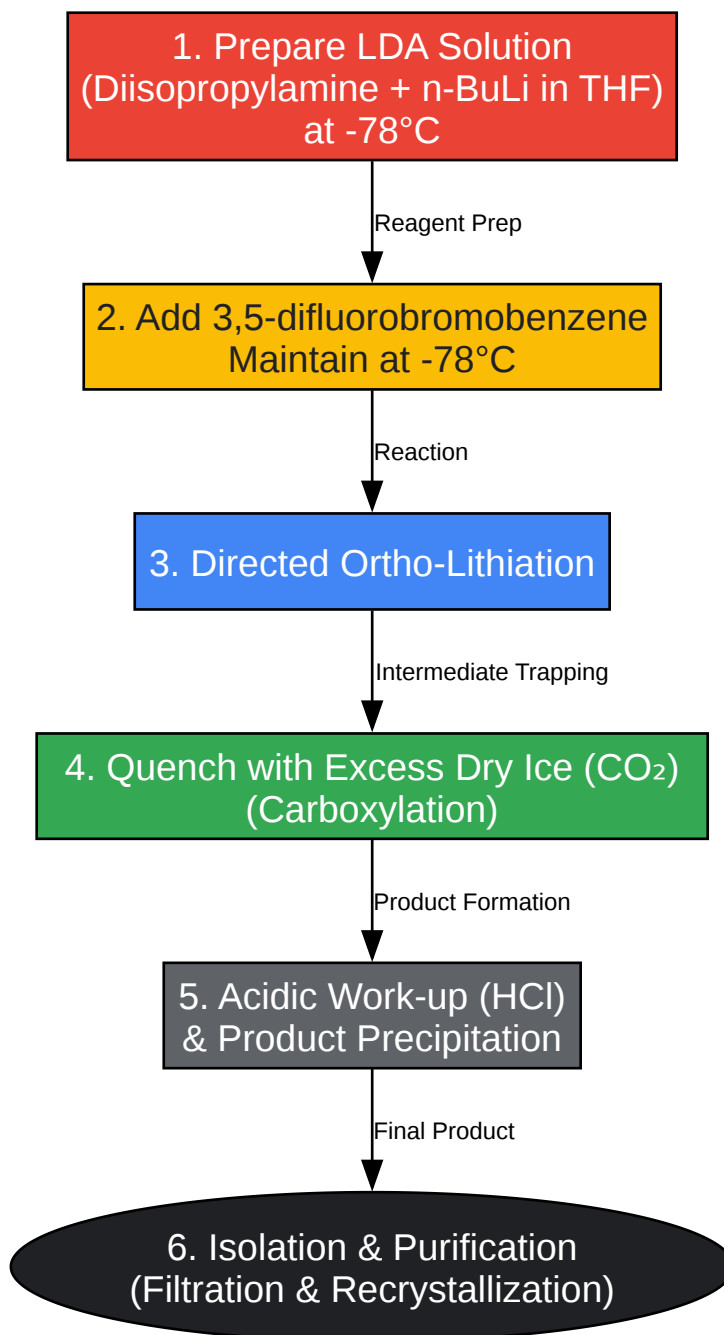 1. Prepare LDA Solution
(Diisopropylamine + n-BuLi in THF)
at -78°C
Reagent Prep
2. Add 3,5-difluorobromobenzene
Maintain at -78°C
Reaction
3. Directed Ortho-Lithiation
Intermediate Trapping
4. Quench with Excess Dry Ice (CO₂)
(Carboxylation)
Product Formation
5. Acidic Work-up (HCl)
& Product Precipitation
Final Product
6. Isolation & Purification
(Filtration & Recrystallization)